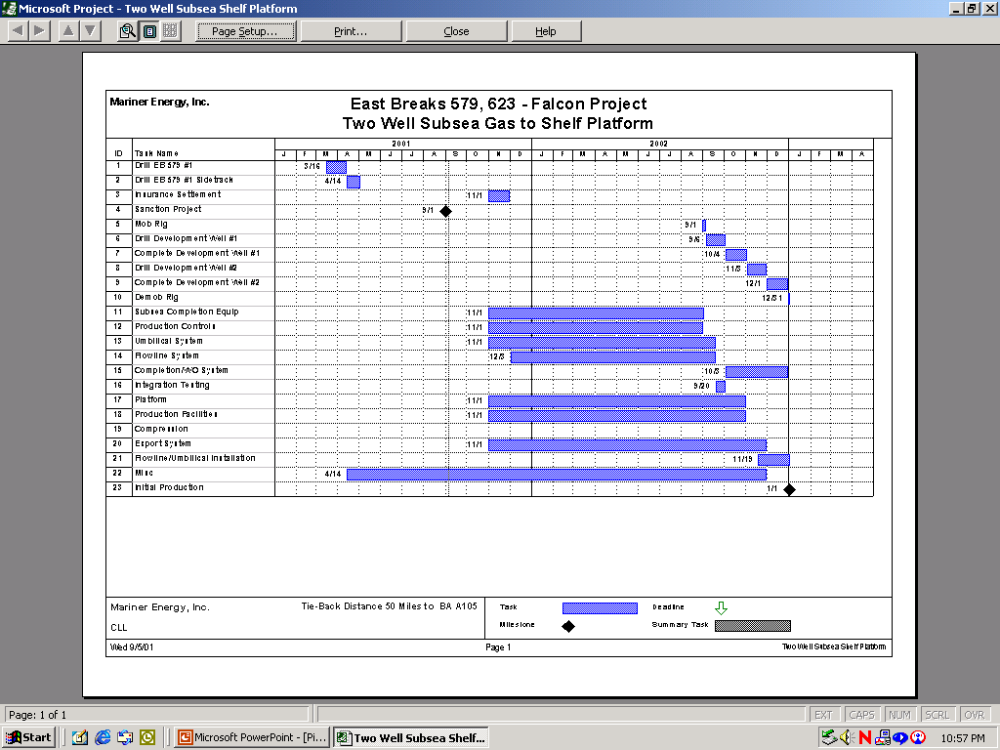 Microsoft Project - Two Well Subsea Shelf Platform
Page Setup... Print... Close Help
Mariner Energy, Inc.
East Breaks 579, 623 - Falcon Project
Two Well Subsea Gas to Shelf Platform
2001 2002
ID Task Name J F M A M J J A S O N D J F M A M J J A S O N D J F M A
1 Drill EB 579 #1 3/16
2 Drill EB 579 #1 Sidetrack 4/14
3 Insurance Settlement 11/1
4 Sanction Project 9/1
5 Mob Rig 9/1
6 Drill Development Well #1 9/6
7 Complete Development Well #1 10/4
8 Drill Development Well #2 11/3
9 Complete Development Well #2 12/1
10 Demob Rig 12/31
11 Subsea Completion Equip 11/1
12 Production Controls 11/1
13 Umbilical System 11/1
14 Flowline System 12/3
15 Completion/WO System 10/3
16 Integration Testing 9/20
17 Platform 11/1
18 Production Facilities 11/1
19 Compression
20 Export System 11/1
21 Flowline/Umbilical Installation 11/19
22 Misc 4/14
23 Initial Production 1/1
Mariner Energy, Inc. Tie-Back Distance 50 Miles to BA A105 Task Deadline
CLL Milestone Summary Task
Wed 9/5/01 Page 1 Two Well Subsea Shelf Platform
Page: 1 of 1 EXT CAPS NUM SCRL OVR
Start Microsoft PowerPoint - [Pi... Two Well Subsea Shelf... 10:57 PM